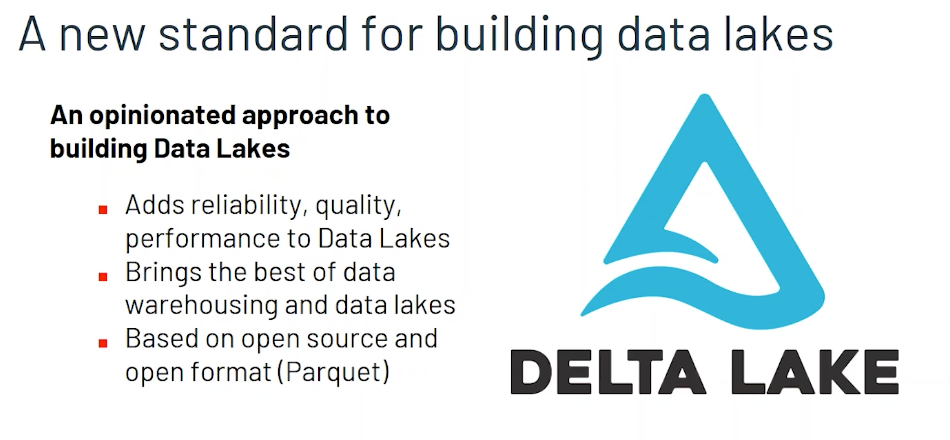 A new standard for building data lakes
An opinionated approach to
building Data Lakes
Adds reliability, quality,
performance to Data Lakes
Brings the best of data
warehousing and data lakes
Based on open source and
open format (Parquet)
DELTA LAKE